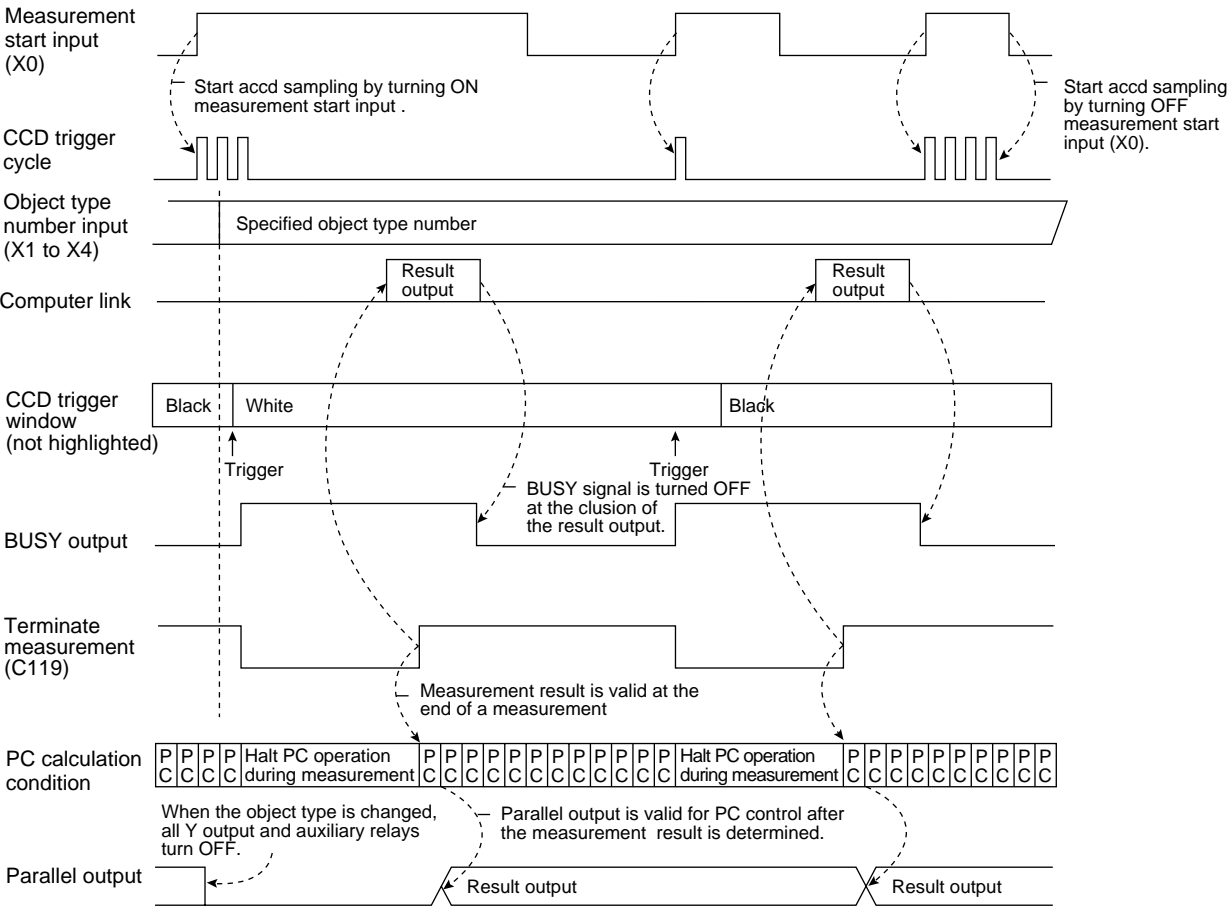 Measurement
start input
(X0)
Start accd sampling by turning ON
measurement start input .
Start accd sampling
by turning OFF
measurement start
input (X0).
CCD trigger
cycle
Object type
number input
(X1 to X4)
Specified object type number
Computer link
Result
output
Result
output
CCD trigger
window
(not highlighted)
Black
White
Black
Trigger
Trigger
BUSY signal is turned OFF
at the clusion of
the result output.
BUSY output
Terminate
measurement
(C119)
Measurement result is valid at the
end of a measurement
PC calculation
condition
P P P P Halt PC operation P P P P P P P P P P P P Halt PC operation P P P P P P P P P P
C C C C during measurement C C C C C C C C C C C C during measurement C C C C C C C C C C
When the object type is changed,
all Y output and auxiliary relays
turn OFF.
Parallel output is valid for PC control after
the measurement result is determined.
Parallel output
Result output
Result output